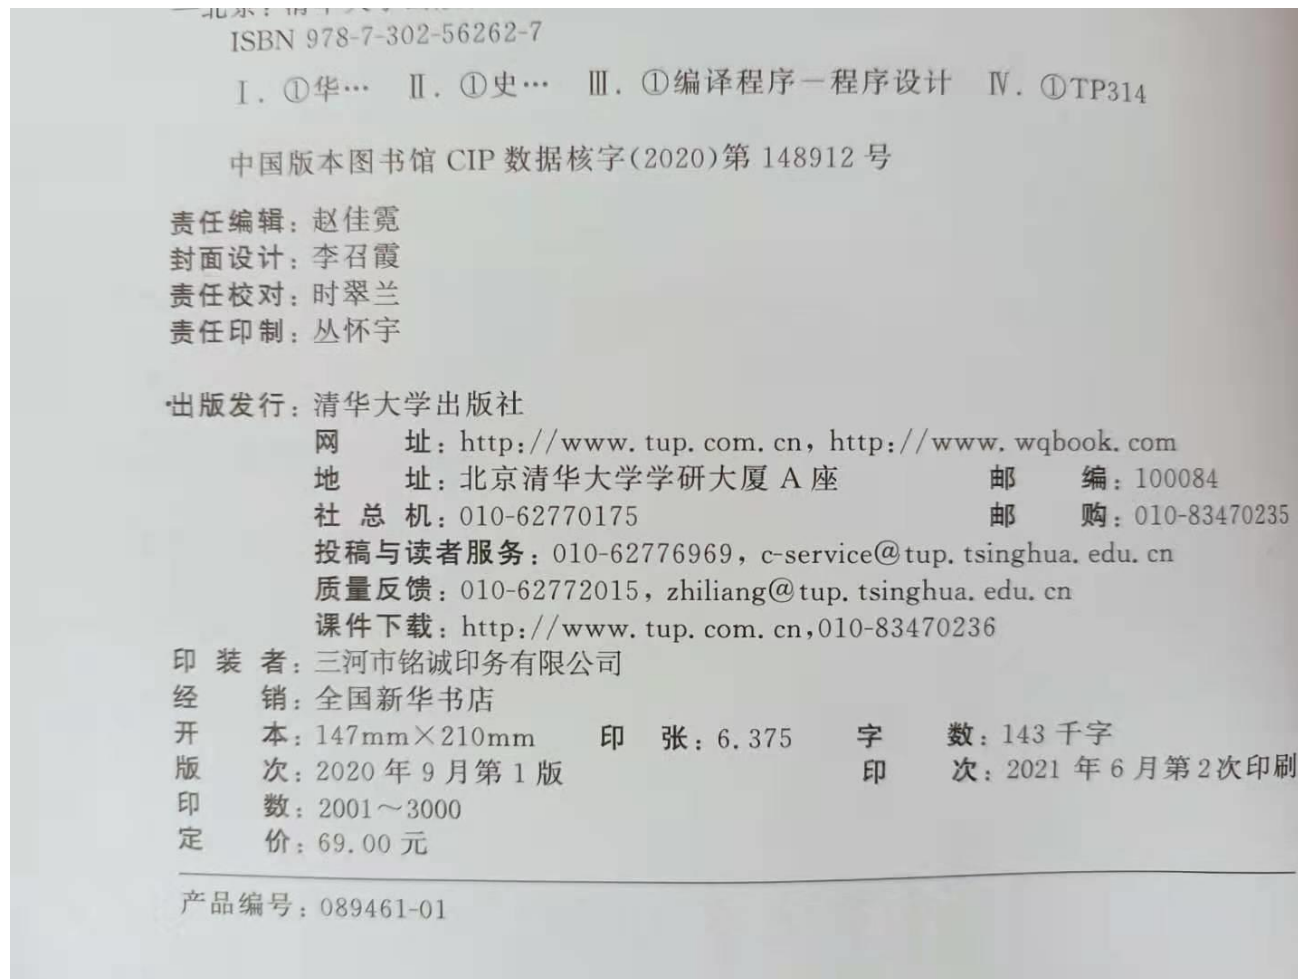 ISBN 978-7-302-56262-7
Ⅰ. ①华… Ⅱ. ①史… Ⅲ. ①编译程序－程序设计 Ⅳ. ①TP314
中国版本图书馆 CIP 数据核字(2020)第 148912 号
责任编辑：赵佳霓
封面设计：李召霞
责任校对：时翠兰
责任印制：丛怀宇
出版发行：清华大学出版社
网 址：http://www.tup.com.cn，http://www.wqbook.com
地 址：北京清华大学学研大厦 A 座 邮 编：100084
社 总 机：010-62770175 邮 购：010-83470235
投稿与读者服务：010-62776969，c-service@tup.tsinghua.edu.cn
质量反馈：010-62772015，zhiliang@tup.tsinghua.edu.cn
课件下载：http://www.tup.com.cn,010-83470236
印 装 者：三河市铭诚印务有限公司
经 销：全国新华书店
开 本：147mm×210mm 印 张：6.375 字 数：143 千字
版 次：2020 年 9 月第 1 版 印 次：2021 年 6 月第 2 次印刷
印 数：2001～3000
定 价：69.00 元
产品编号：089461-01